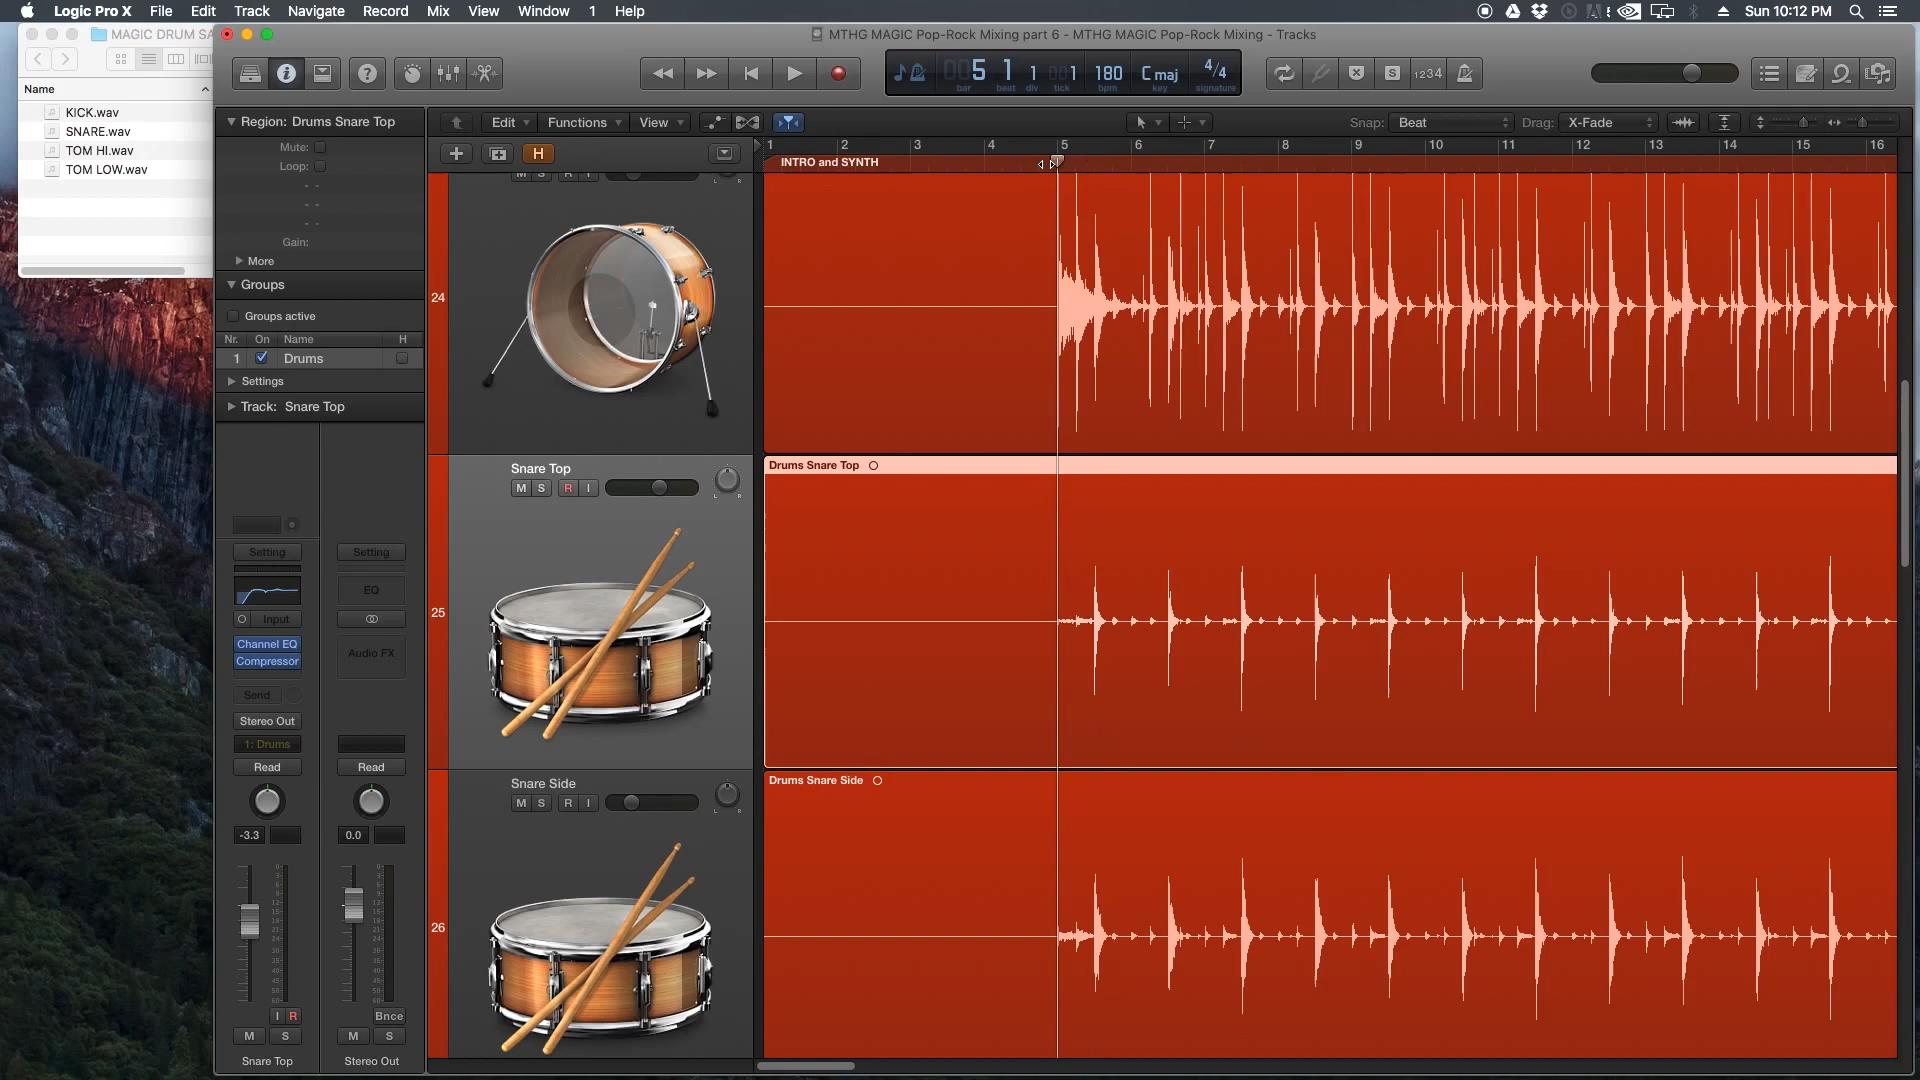 Logic Pro X File Edit Track Navigate Record Mix View Window 1 Help
Sun 10:12 PM
MAGIC DRUM SA
MTHG MAGIC Pop-Rock Mixing part 6 - MTHG MAGIC Pop-Rock Mixing - Tracks
005 1 1 001 180 C maj 4/4
bar beat div tick bpm key signature
S 1234
Name
KICK.wav
SNARE.wav
TOM HI.wav
TOM LOW.wav
Region: Drums Snare Top
Mute:
Loop:
Gain:
More
Groups
Groups active
Nr. On Name H
1 Drums
Settings
Track: Snare Top
Edit Functions View
Snap: Beat
Drag: X-Fade
H
1 2 3 4 5 6 7 8 9 10 11 12 13 14 15 16
INTRO and SYNTH
M S R I
L R
24
Snare Top
M S R I
L R
25
Drums Snare Top
Snare Side
M S R I
L R
26
Drums Snare Side
Setting Setting
EQ
Input
Channel EQ
Compressor
Audio FX
Send
Stereo Out
1: Drums
Read Read
-3.3 0.0
I R Bnce
M S M S
Snare Top Stereo Out